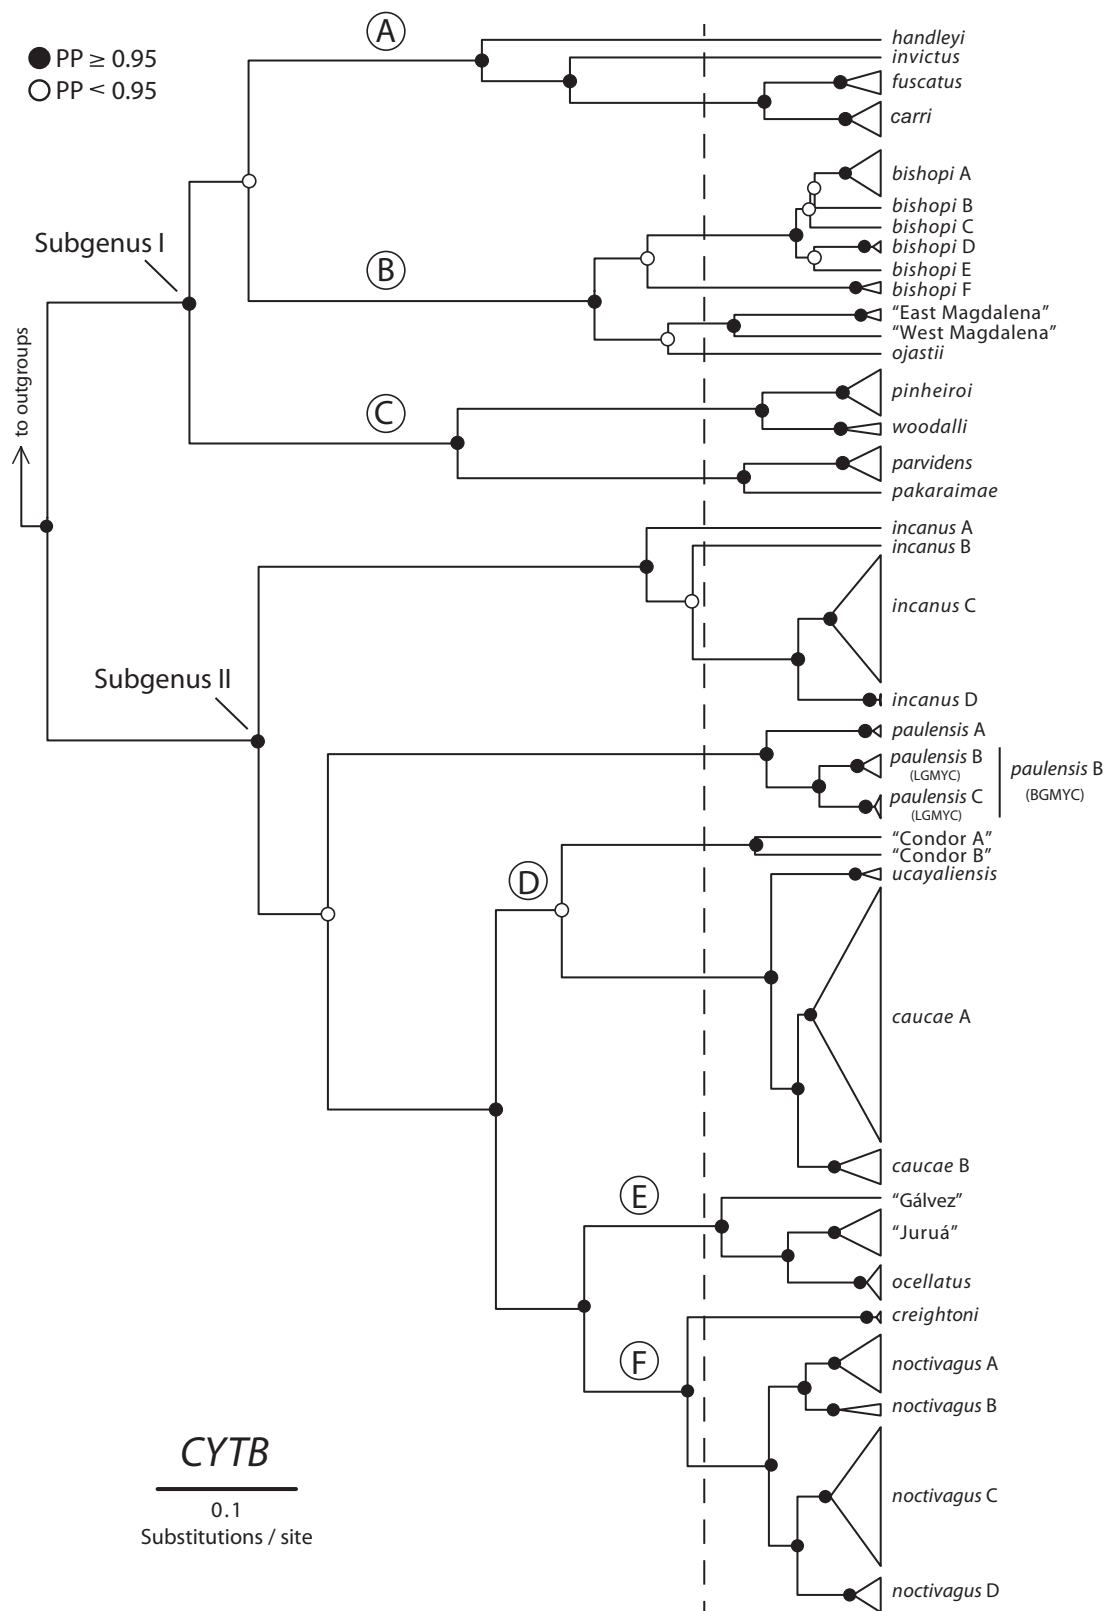 PP ≥ 0.95
PP < 0.95
A
handleyi
invictus
fuscatus
carri
bishopi A
bishopi B
bishopi C
bishopi D
bishopi E
bishopi F
Subgenus I
B
"East Magdalena"
"West Magdalena"
ojastii
to outgroups
C
pinheiroi
woodalli
parvidens
pakaraimae
incanus A
incanus B
incanus C
incanus D
Subgenus II
paulensis A
paulensis B
(LGMYC)
paulensis C
(LGMYC)
paulensis B
(BGMYC)
"Condor A"
"Condor B"
ucayaliensis
D
caucae A
caucae B
E
"Gálvez"
"Juruá"
ocellatus
creightoni
F
noctivagus A
noctivagus B
noctivagus C
noctivagus D
CYTB
0.1
Substitutions / site